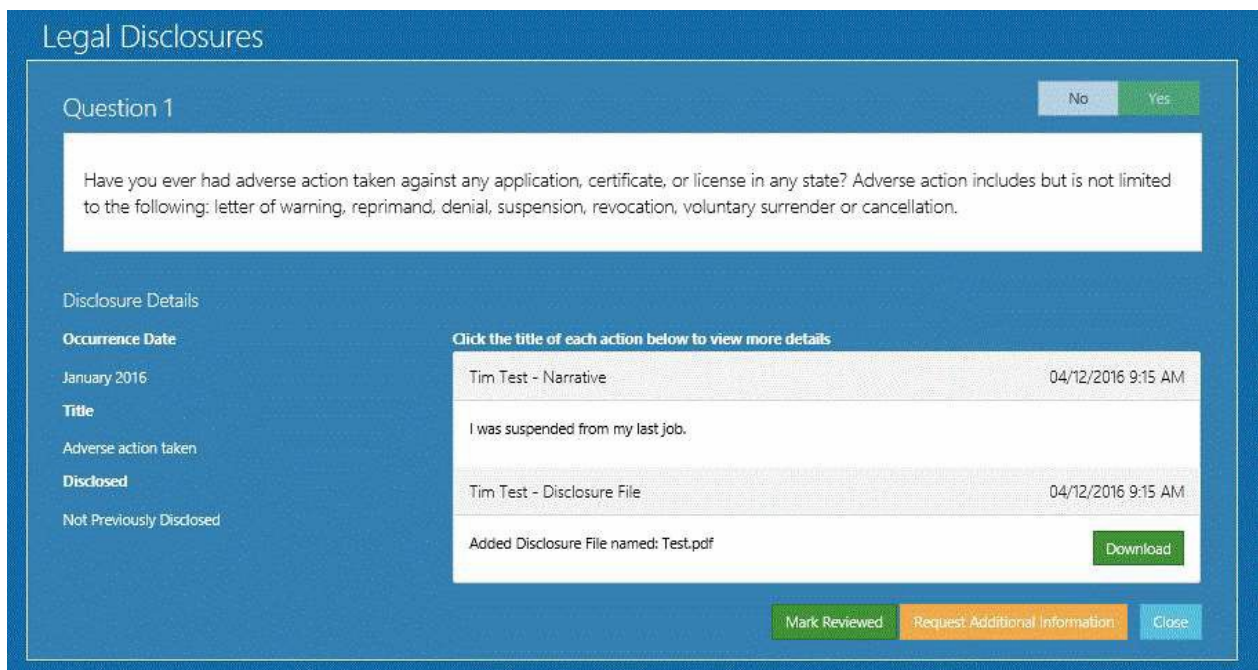 Legal Disclosures
Question 1
No Yes
Have you ever had adverse action taken against any application, certificate, or license in any state? Adverse action includes but is not limited
to the following: letter of warning, reprimand, denial, suspension, revocation, voluntary surrender or cancellation.
Disclosure Details
Occurrence Date
January 2016
Title
Adverse action taken
Disclosed
Not Previously Disclosed
Click the title of each action below to view more details
Tim Test - Narrative 04/12/2016 9:15 AM
I was suspended from my last job.
Tim Test - Disclosure File 04/12/2016 9:15 AM
Added Disclosure File named: Test.pdf
Download
Mark Reviewed Request Additional Information Close